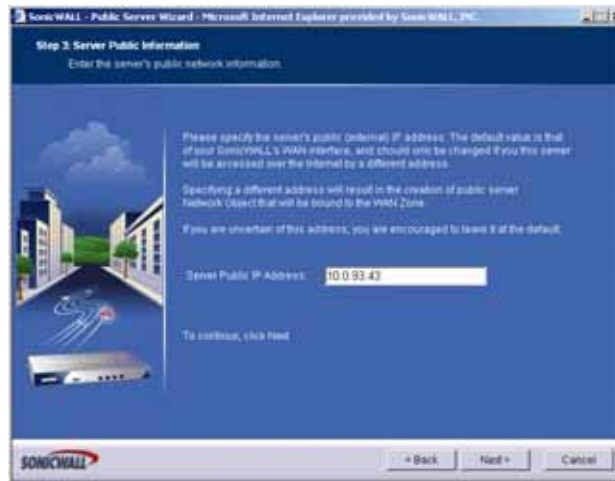 SonicWALL - Public Server Wizard - Microsoft Internet Explorer provided by SonicWALL, INC.
Step 3: Server Public Information
Enter the server's public network information.
Please specify the server's public (external) IP address. The default value is that
of your SonicWALL's WAN interface, and should only be changed if you this server
will be accessed over the Internet by a different address.
Specifying a different address will result in the creation of public server
Network Object that will be bound to the WAN Zone.
If you are uncertain of this address, you are encouraged to leave it at the default.
Server Public IP Address: 10.0.93.43
To continue, click Next.
SONICWALL
< Back Next > Cancel